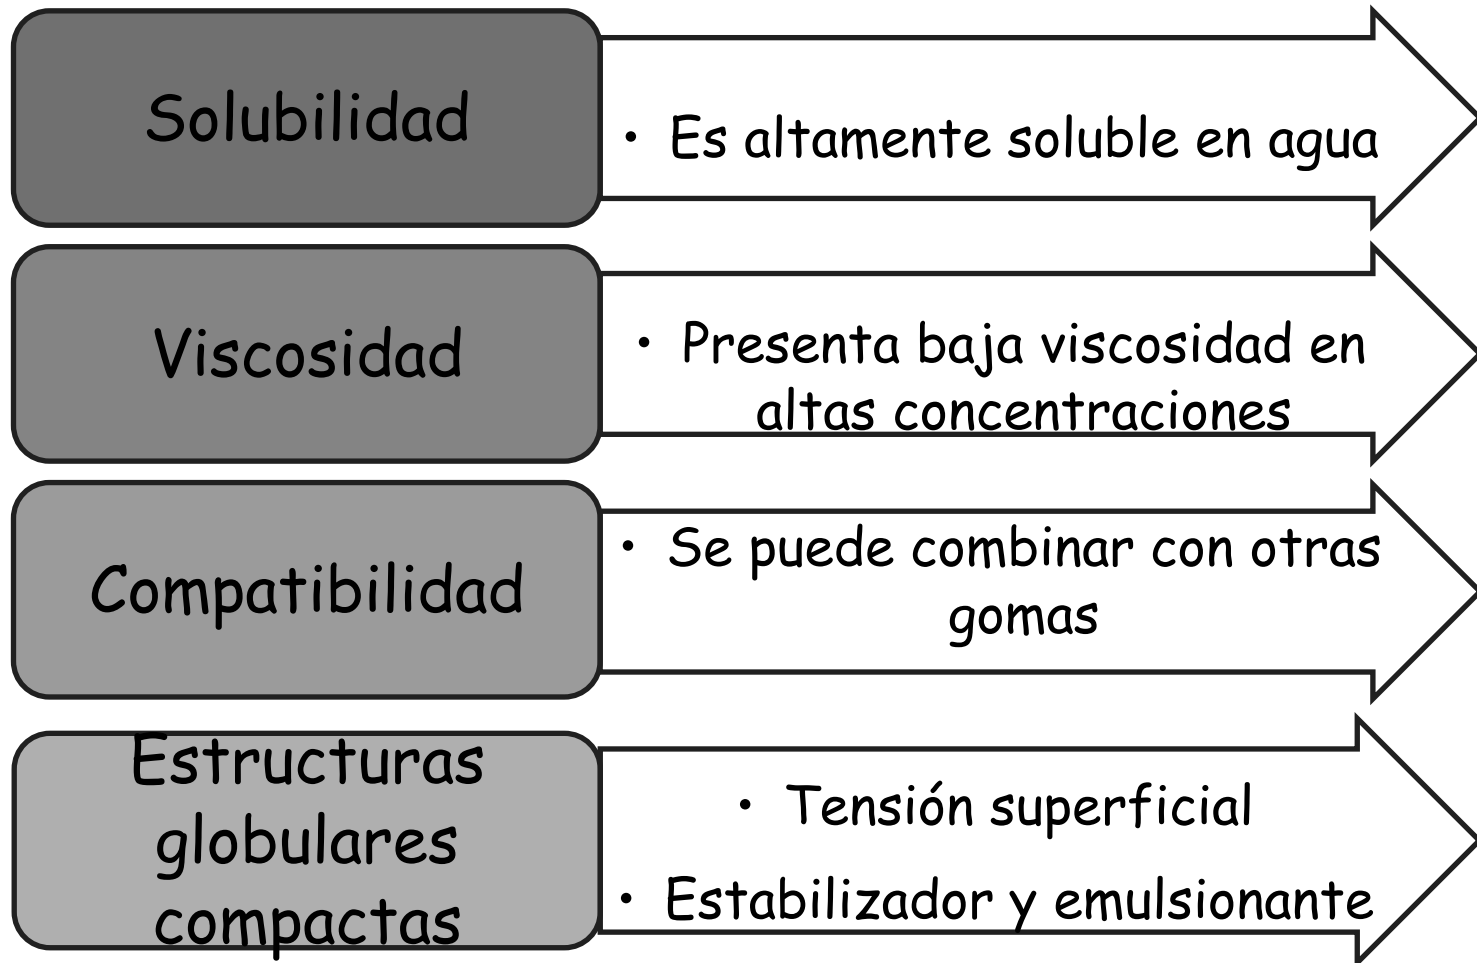 Solubilidad
• Es altamente soluble en agua
Viscosidad
• Presenta baja viscosidad en
altas concentraciones
Compatibilidad
• Se puede combinar con otras
gomas
Estructuras
globulares
compactas
• Tensión superficial
• Estabilizador y emulsionante